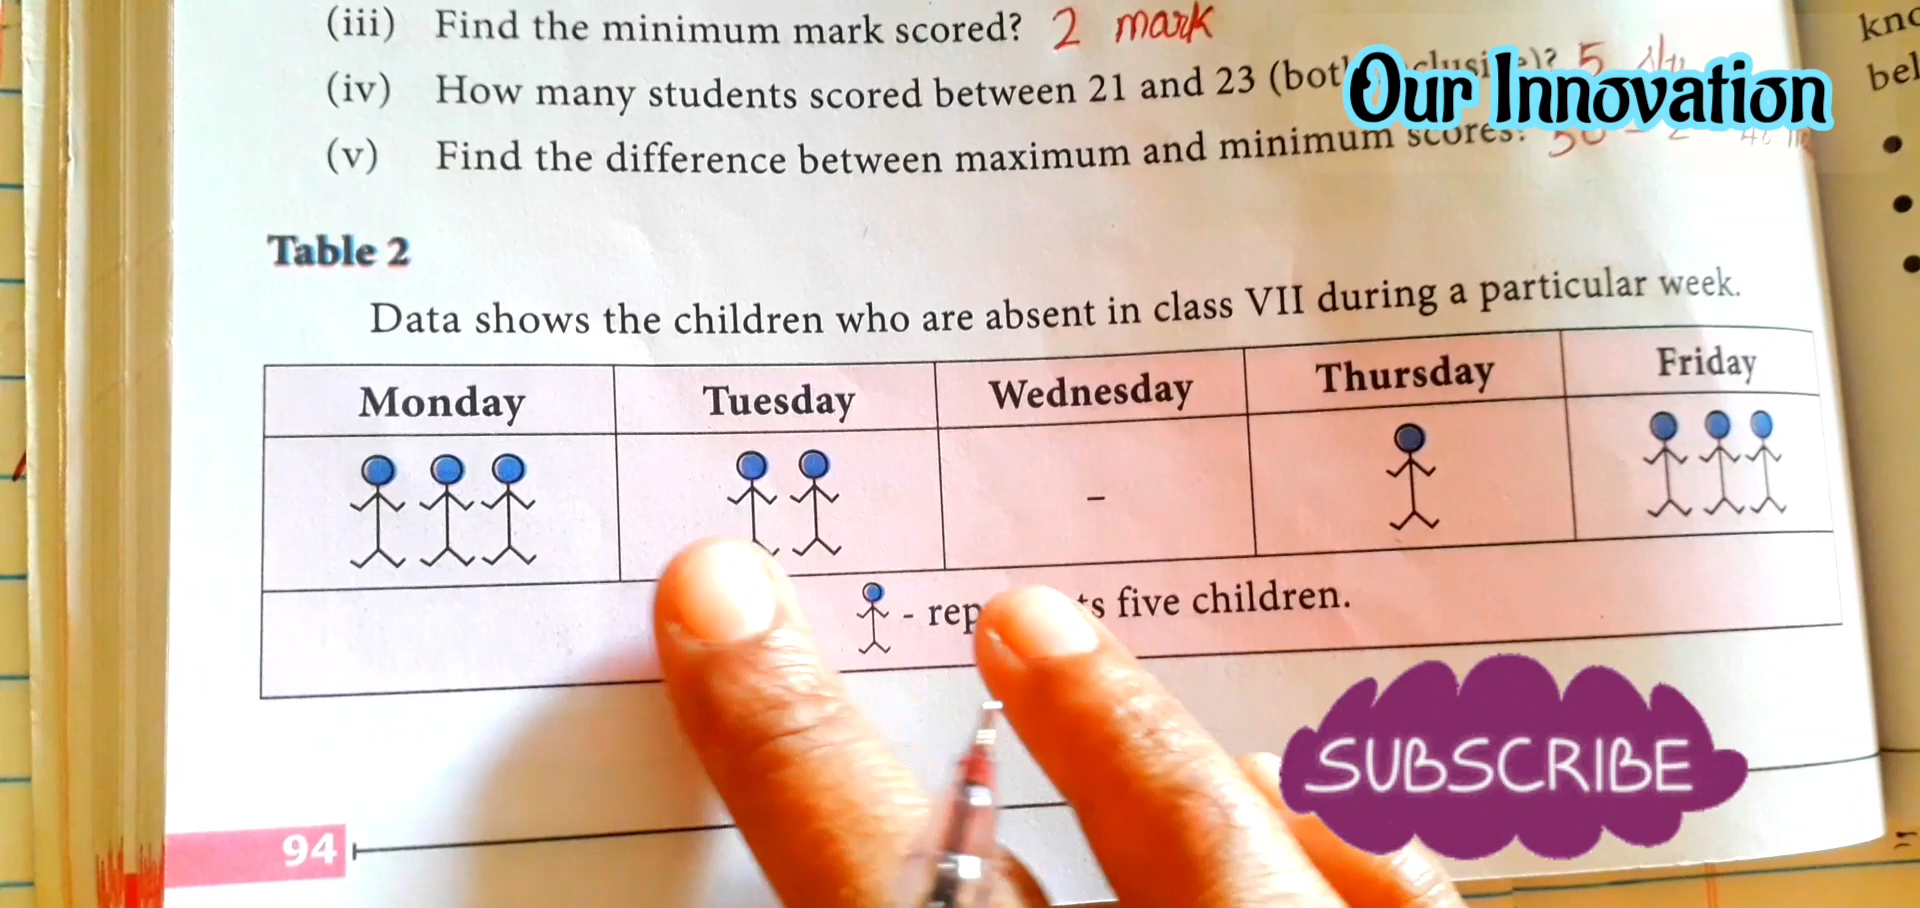 (iii) Find the minimum mark scored? 2 mark
(iv) How many students scored between 21 and 23 (both 5
Our Innovation
(v) Find the difference between maximum and minimum scores?
Table 2
Data shows the children who are absent in class VII during a particular week.
Monday Tuesday Wednesday Thursday Friday
–
- five children.
SUBSCRIBE
94